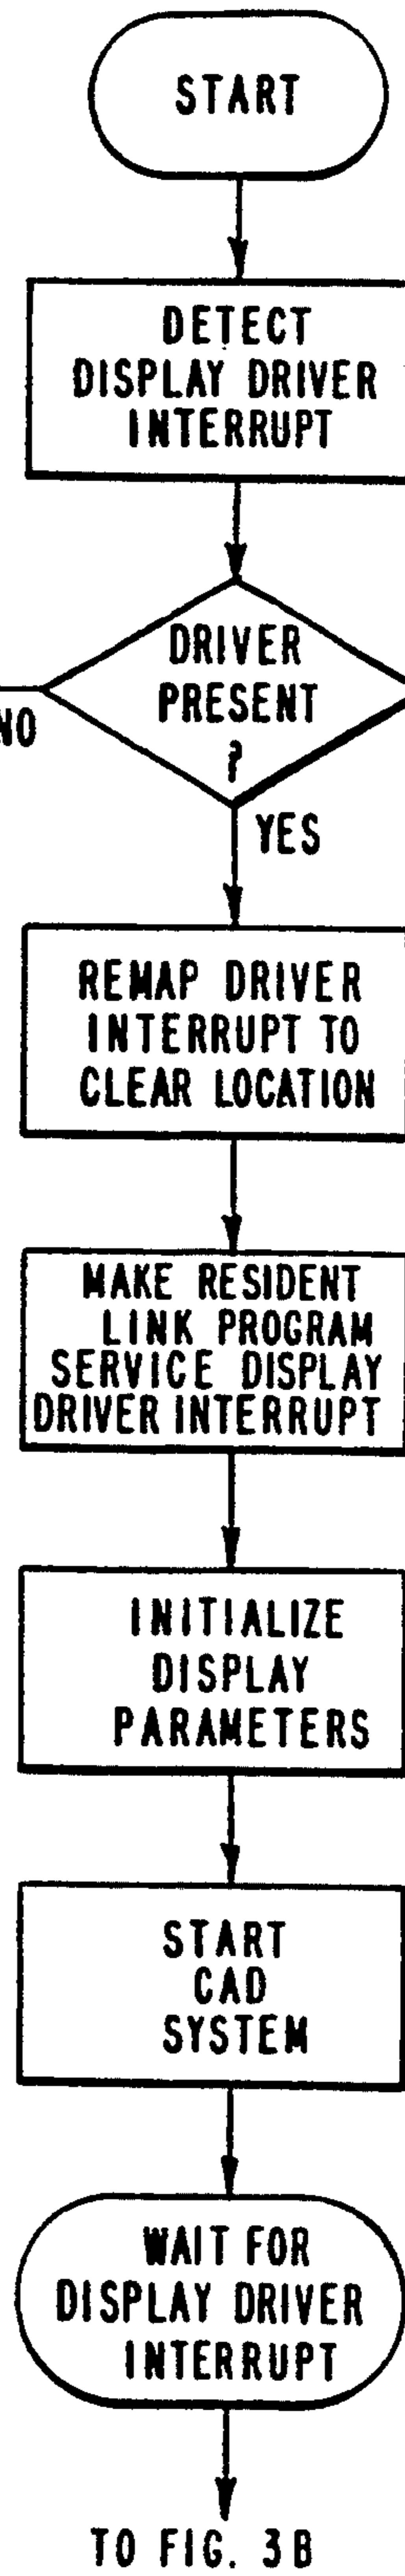 START
DETECT
DISPLAY DRIVER
INTERRUPT
DRIVER
PRESENT
?
NO
YES
REMAP DRIVER
INTERRUPT TO
CLEAR LOCATION
MAKE RESIDENT
LINK PROGRAM
SERVICE DISPLAY
DRIVER INTERRUPT
INITIALIZE
DISPLAY
PARAMETERS
START
CAD
SYSTEM
WAIT FOR
DISPLAY DRIVER
INTERRUPT
TO FIG. 3B